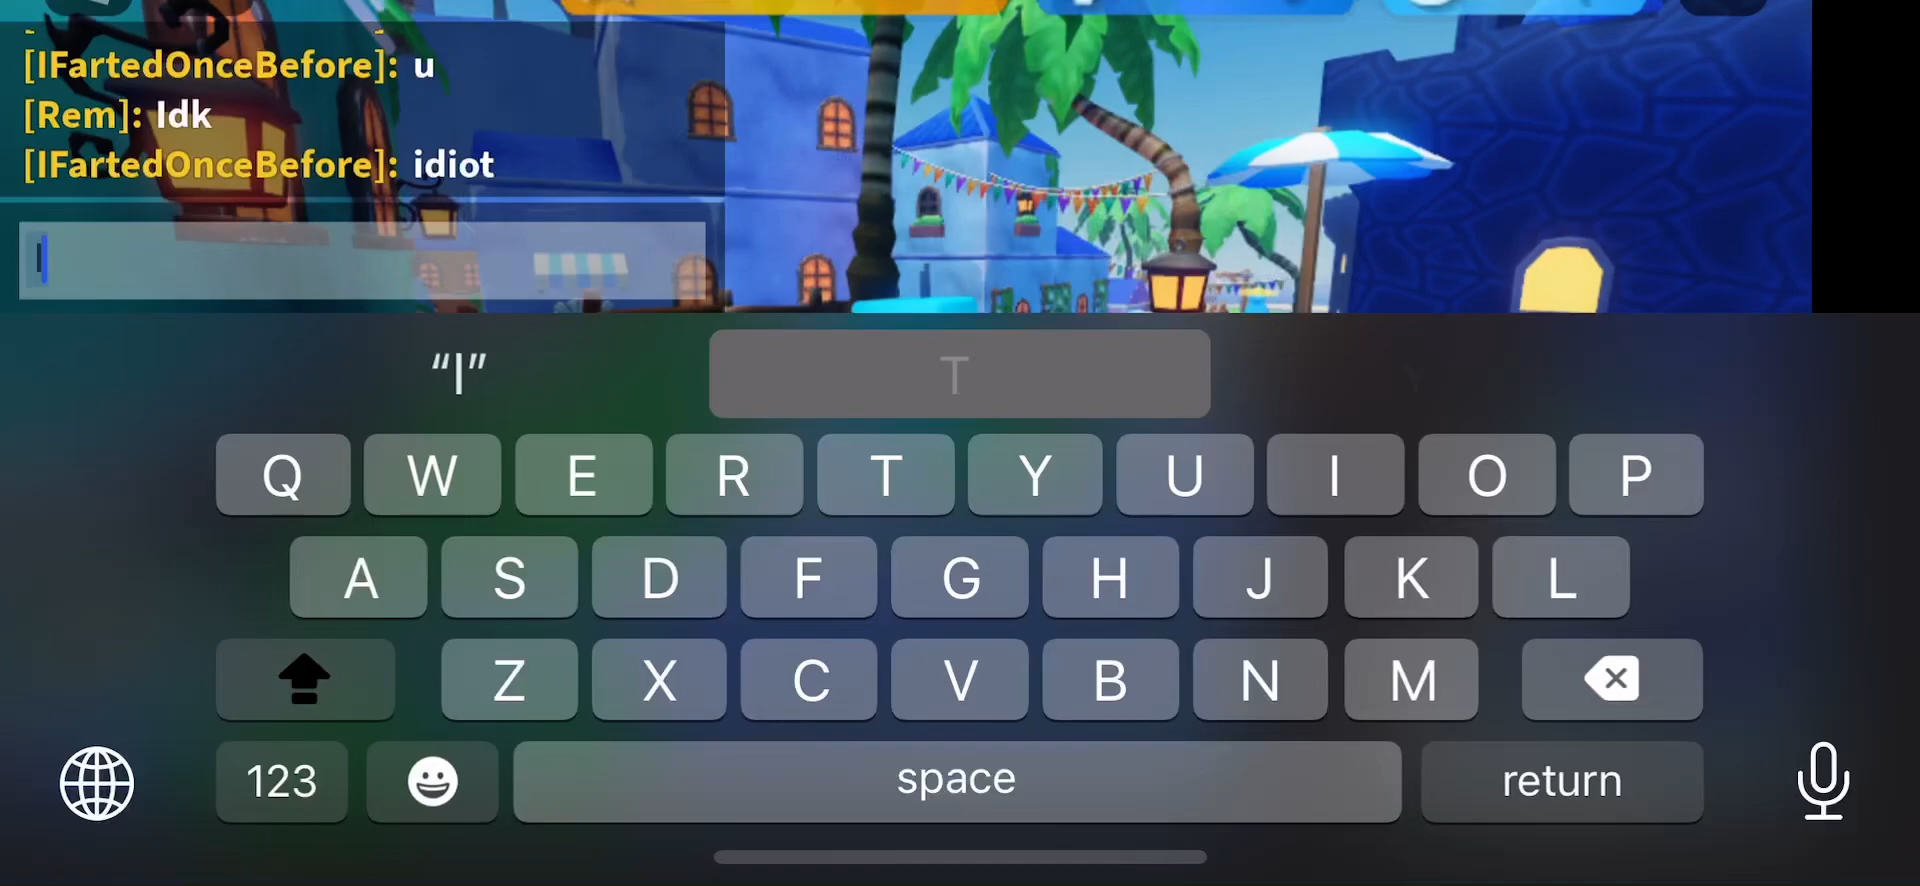 [IFartedOnceBefore]: u
[Rem]: Idk
[IFartedOnceBefore]: idiot
I
“I” T Y
Q W E R T Y U I O P
A S D F G H J K L
Z X C V B N M
123 space return